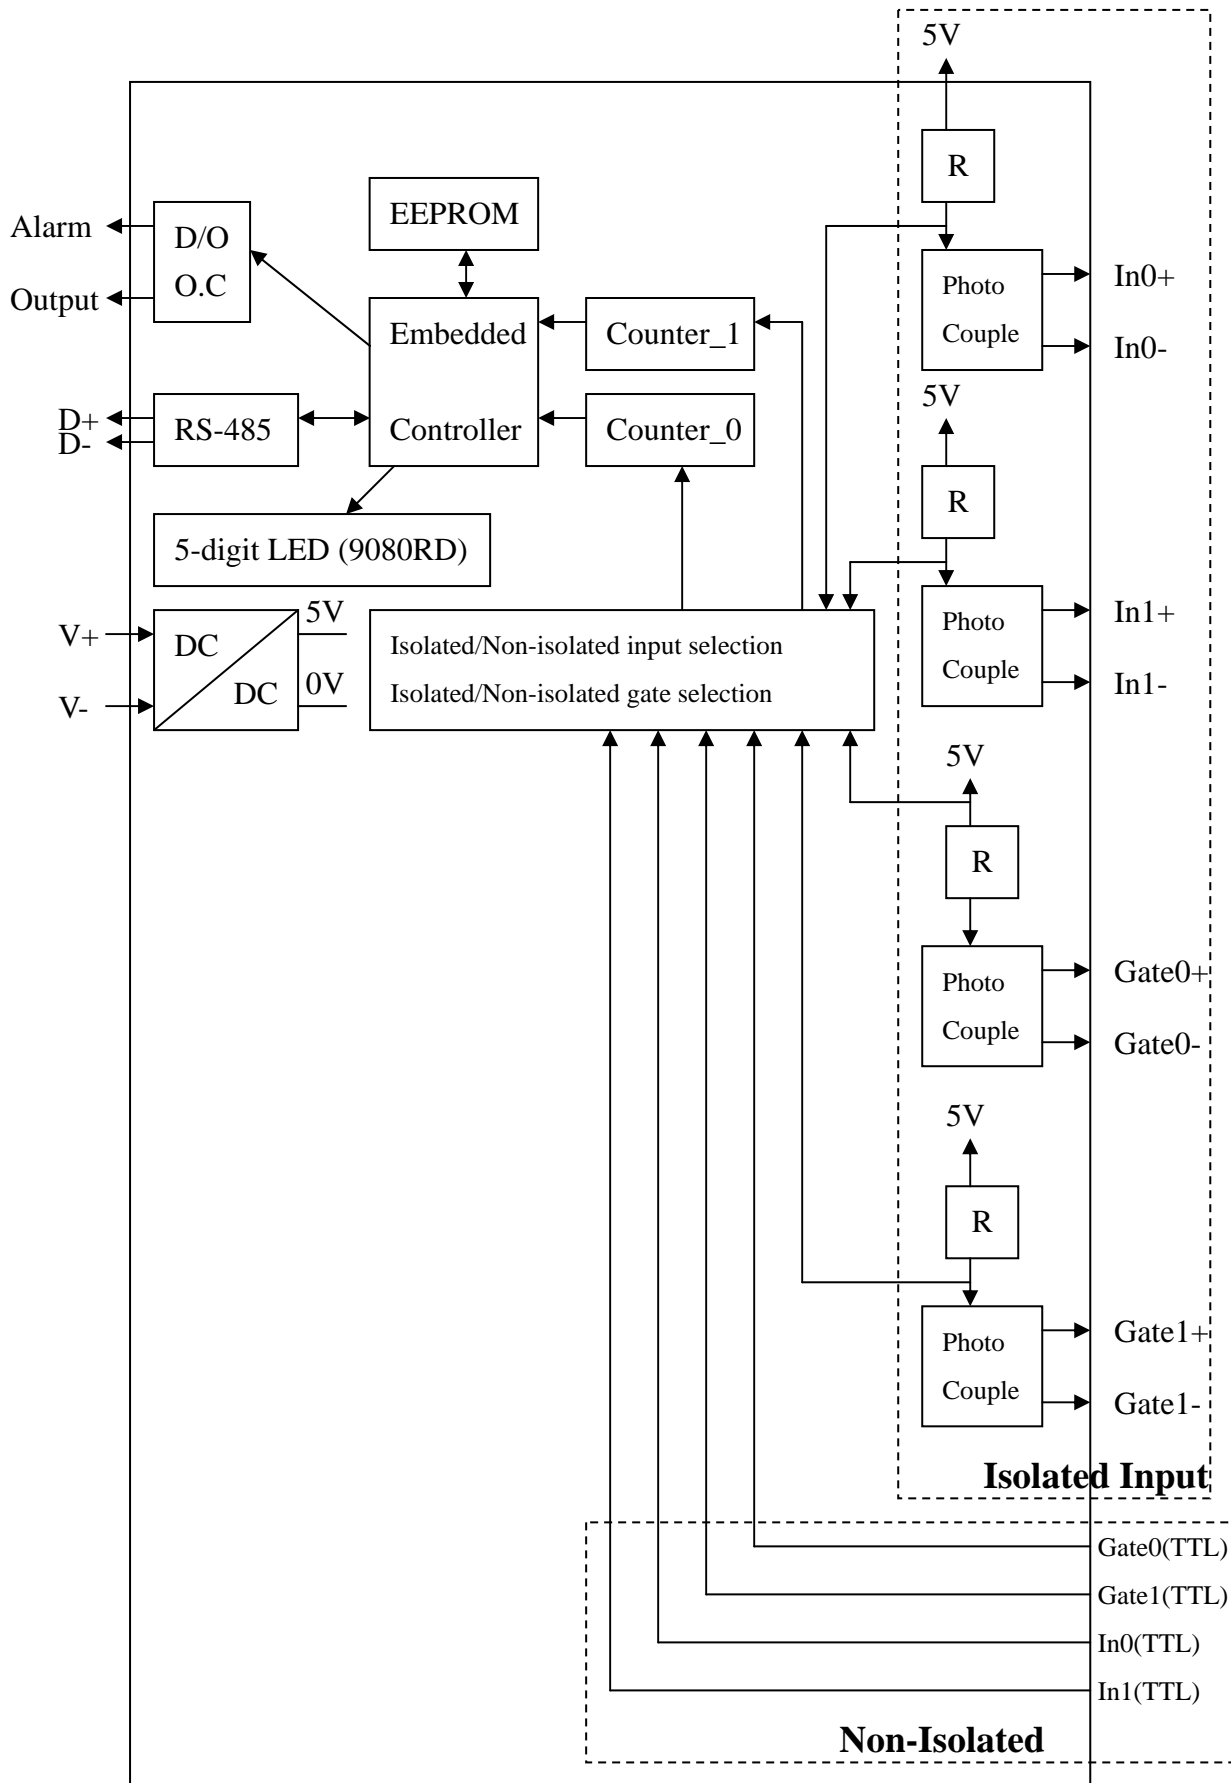 5V
R
Alarm
D/O
O.C
Output
EEPROM
Embedded
Controller
Counter_1
Counter_0
Photo
Couple
In0+
In0-
D+
D-
RS-485
5V
R
5-digit LED (9080RD)
V+
V-
DC
DC
5V
0V
Isolated/Non-isolated input selection
Isolated/Non-isolated gate selection
Photo
Couple
In1+
In1-
5V
R
Photo
Couple
Gate0+
Gate0-
5V
R
Photo
Couple
Gate1+
Gate1-
Isolated Input
Gate0(TTL)
Gate1(TTL)
In0(TTL)
In1(TTL)
Non-Isolated